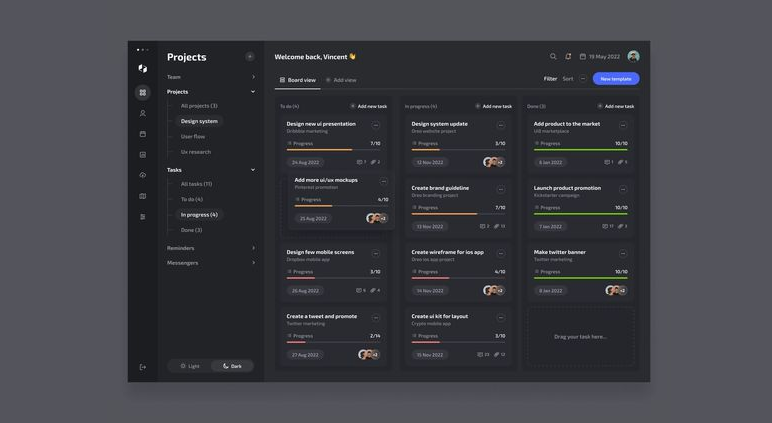 Projects
Team
Projects
All projects (3)
Design system
User flow
Ux research
Tasks
All tasks (11)
To do (4)
In progress (4)
Done (3)
Reminders
Messengers
Light
Dark
Welcome back, Vincent 👋
19 May 2022
Board view
Add view
Filter
Sort
New template
To do (4)
Add new task
Design new ui presentation
Dribbble marketing
Progress
7/10
24 Aug 2022
7
2
Add more ui/ux mockups
Pinterest promotion
Progress
4/10
25 Aug 2022
+3
Design few mobile screens
Dropbox mobile app
Progress
3/10
26 Aug 2022
6
4
Create a tweet and promote
Twitter marketing
Progress
2/14
27 Aug 2022
+2
In progress (4)
Add new task
Design system update
Oreo website project
Progress
3/10
12 Nov 2022
+2
Create brand guideline
Oreo branding project
Progress
7/10
13 Nov 2022
2
13
Create wireframe for ios app
Oreo ios app project
Progress
4/10
14 Nov 2022
+2
Create ui kit for layout
Crypto mobile app
Progress
3/10
15 Nov 2022
23
12
Done (3)
Add new task
Add product to the market
Ui8 marketplace
Progress
10/10
6 Jan 2022
1
5
Launch product promotion
Kickstarter campaign
Progress
10/10
7 Jan 2022
17
3
Make twitter banner
Twitter marketing
Progress
10/10
8 Jan 2022
+2
Drag your task here...